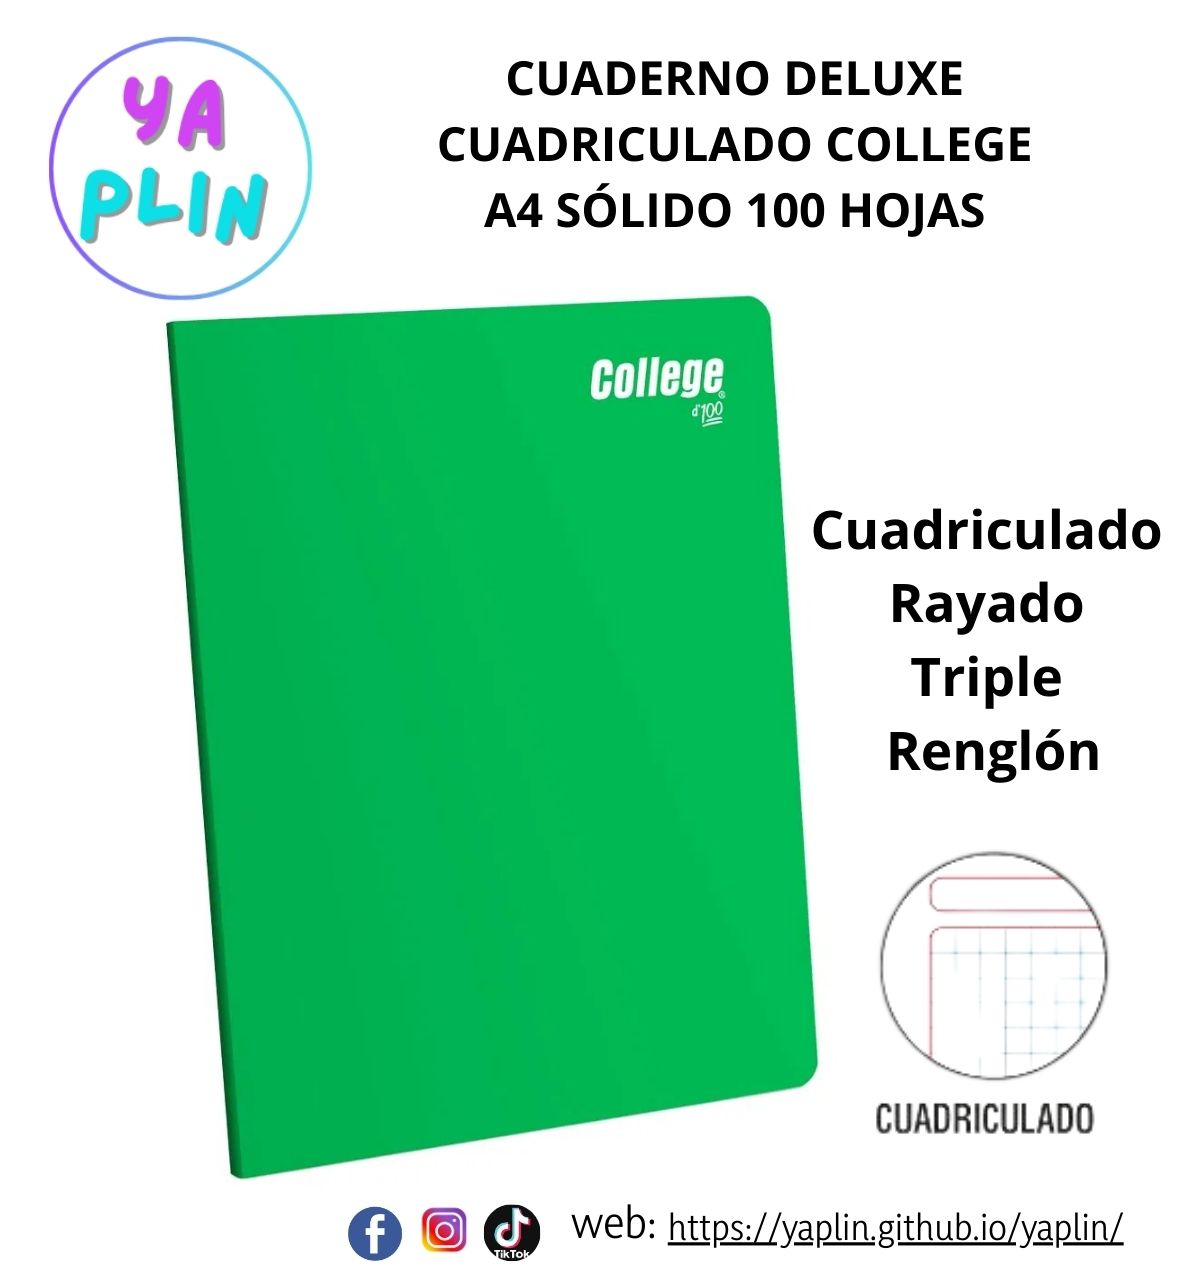 YA
PLIN
CUADERNO DELUXE
CUADRICULADO COLLEGE
A4 SÓLIDO 100 HOJAS
College®
d'100
Cuadriculado
Rayado
Triple
Renglón
CUADRICULADO
TikTok
web: https://yaplin.github.io/yaplin/